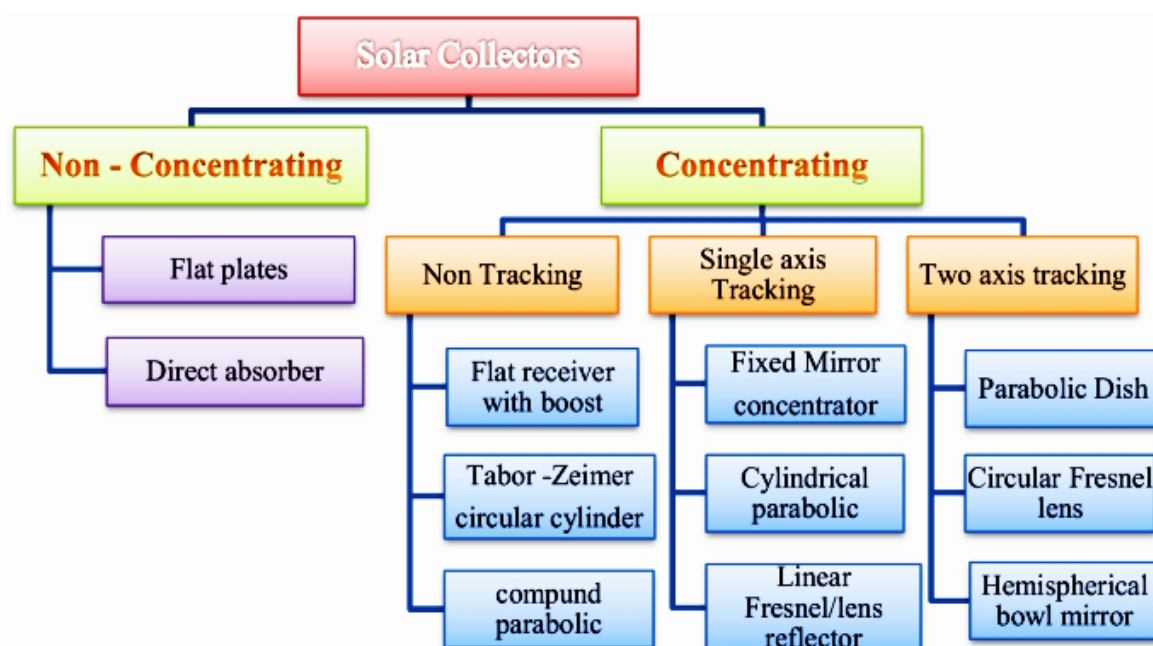 Solar Collectors
Non - Concentrating
Concentrating
Flat plates
Direct absorber
Non Tracking
Single axis
Tracking
Two axis tracking
Flat receiver
with boost
Tabor -Zeimer
circular cylinder
compund
parabolic
Fixed Mirror
concentrator
Cylindrical
parabolic
Linear
Fresnel/lens
reflector
Parabolic Dish
Circular Fresnel
lens
Hemispherical
bowl mirror